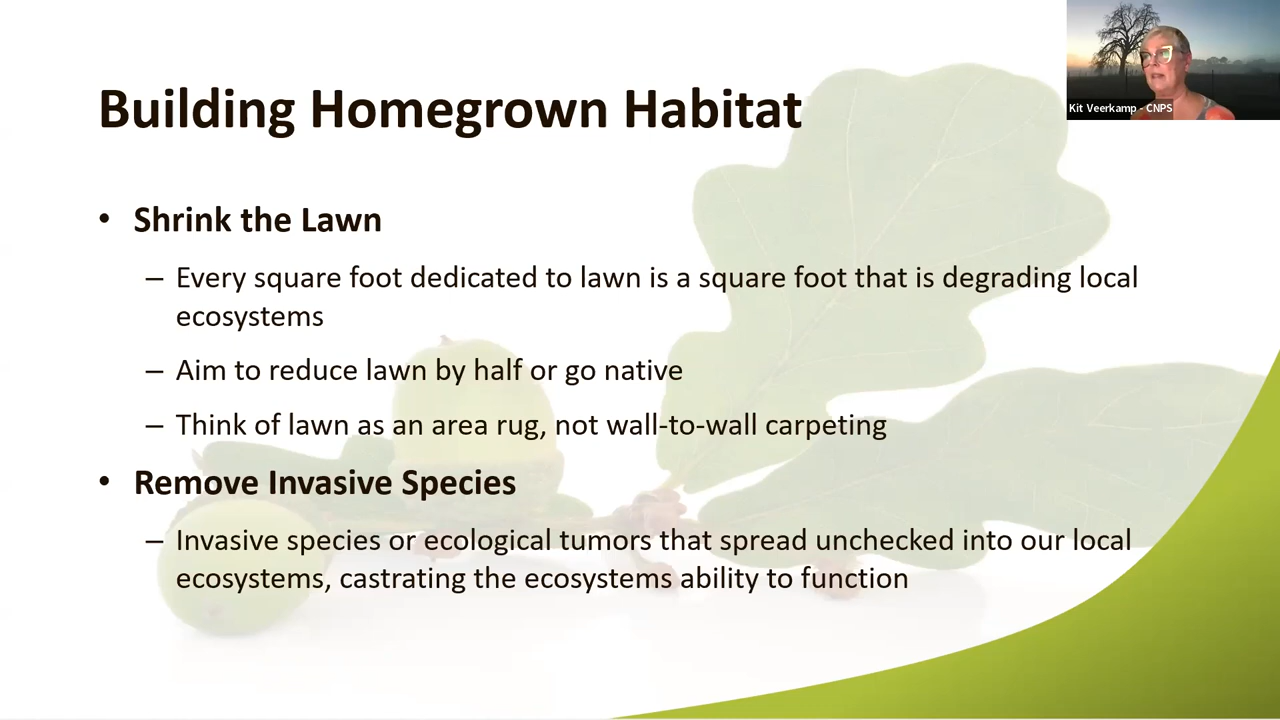 Building Homegrown Habitat
Kit Veerkamp - CNPS
• Shrink the Lawn
– Every square foot dedicated to lawn is a square foot that is degrading local
ecosystems
– Aim to reduce lawn by half or go native
– Think of lawn as an area rug, not wall-to-wall carpeting
• Remove Invasive Species
– Invasive species or ecological tumors that spread unchecked into our local
ecosystems, castrating the ecosystems ability to function